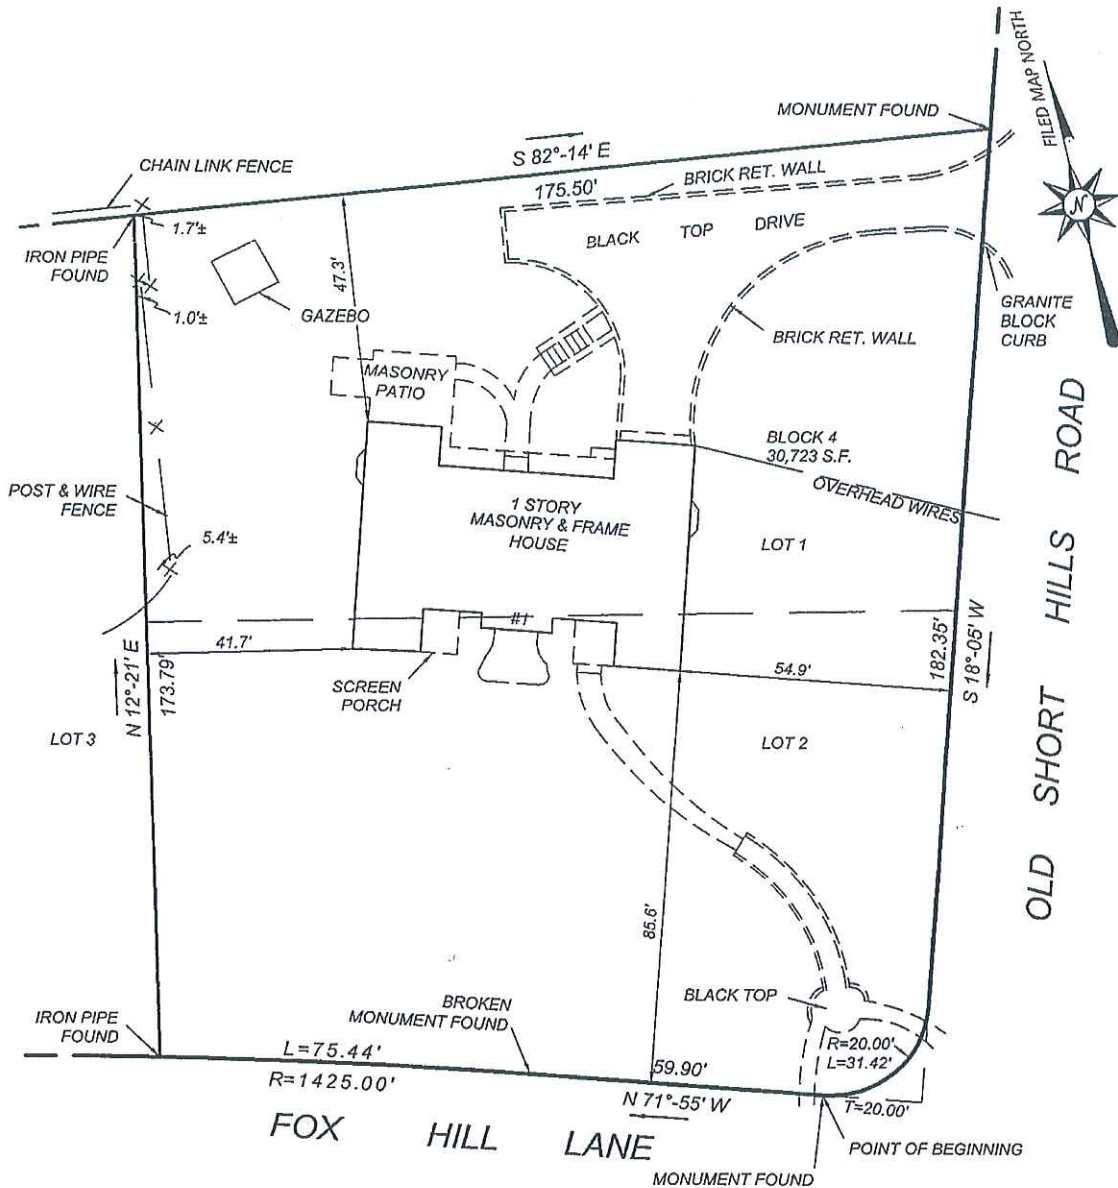 FILED MAP NORTH
MONUMENT FOUND
S 82°-14' E
CHAIN LINK FENCE
175.50'
BRICK RET. WALL
N
1.7'±
BLACK TOP DRIVE
IRON PIPE
FOUND
47.3'
1.0'±
GAZEBO
GRANITE
BLOCK
CURB
BRICK RET. WALL
MASONRY
PATIO
BLOCK 4
30,723 S.F.
OVERHEAD WIRES
POST & WIRE
FENCE
1 STORY
MASONRY & FRAME
HOUSE
5.4'±
LOT 1
#1
41.7'
54.9'
182.35'
S 18°-05' W
N 12°-21' E
173.79'
SCREEN
PORCH
LOT 3
LOT 2
OLD SHORT HILLS ROAD
85.6'
BLACK TOP
BROKEN
MONUMENT FOUND
IRON PIPE
FOUND
R=20.00'
L=31.42'
L=75.44'
R=1425.00'
59.90'
N 71°-55' W
T=20.00'
FOX HILL LANE
POINT OF BEGINNING
MONUMENT FOUND